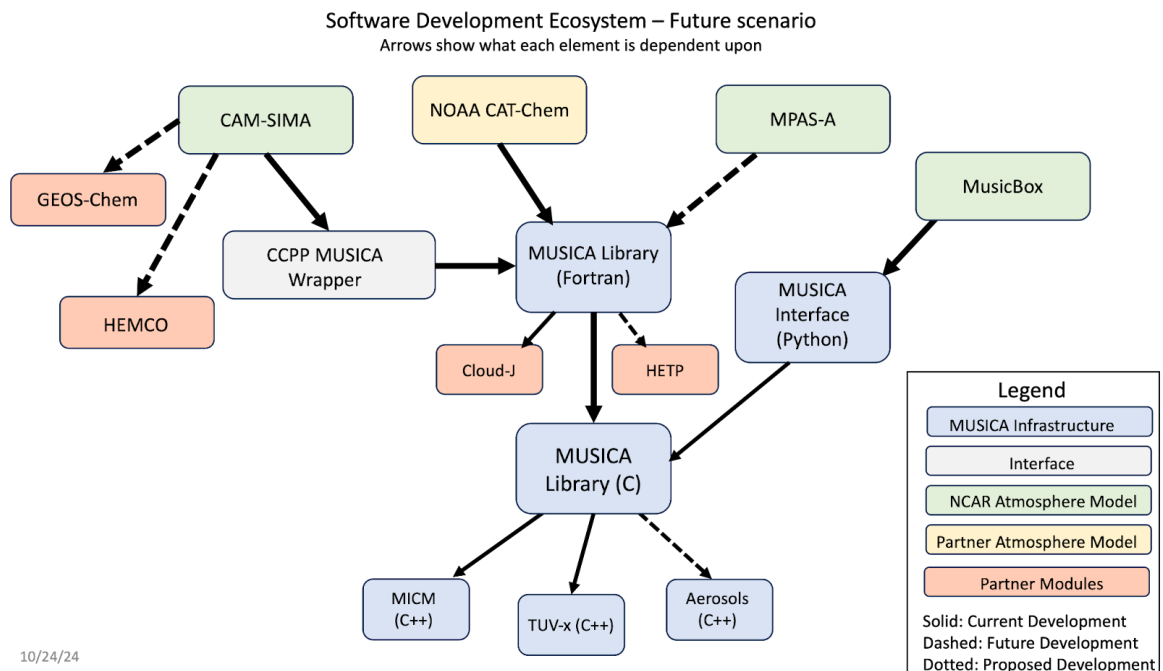 Software Development Ecosystem – Future scenario
Arrows show what each element is dependent upon
CAM-SIMA
NOAA CAT-Chem
MPAS-A
MusicBox
GEOS-Chem
CCPP MUSICA
Wrapper
MUSICA Library
(Fortran)
MUSICA
Interface
(Python)
HEMCO
Cloud-J
HETP
MUSICA
Library (C)
MICM
(C++)
TUV-x (C++)
Aerosols
(C++)
Legend
MUSICA Infrastructure
Interface
NCAR Atmosphere Model
Partner Atmosphere Model
Partner Modules
Solid: Current Development
Dashed: Future Development
Dotted: Proposed Development
10/24/24